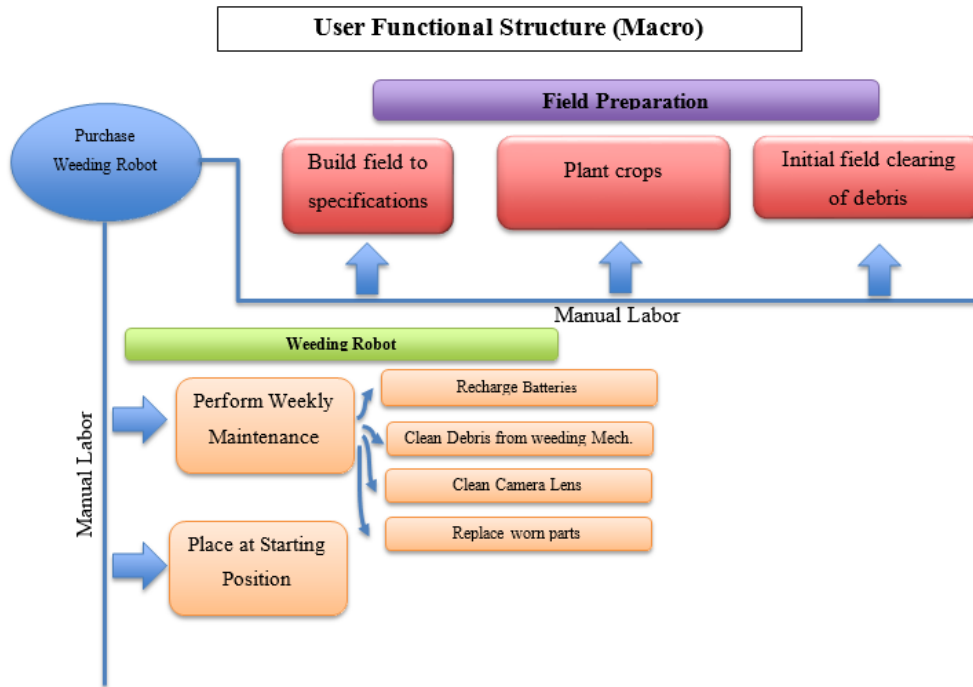 User Functional Structure (Macro)
Field Preparation
Purchase
Weeding Robot
Build field to
specifications
Plant crops
Initial field clearing
of debris
Manual Labor
Weeding Robot
Manual Labor
Perform Weekly
Maintenance
Recharge Batteries
Clean Debris from weeding Mech.
Clean Camera Lens
Replace worn parts
Place at Starting
Position